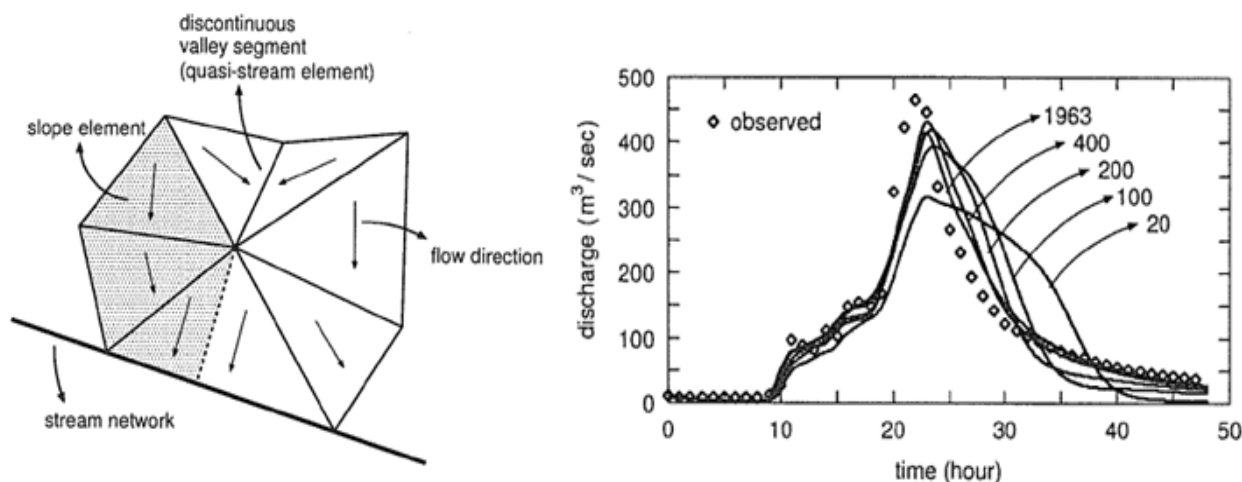 discontinuous
valley segment
(quasi-stream element)
slope element
flow direction
stream network
discharge (m³ / sec)
500
400
300
200
100
0
◇ observed
1963
400
200
100
20
0
10
20
30
40
50
time (hour)